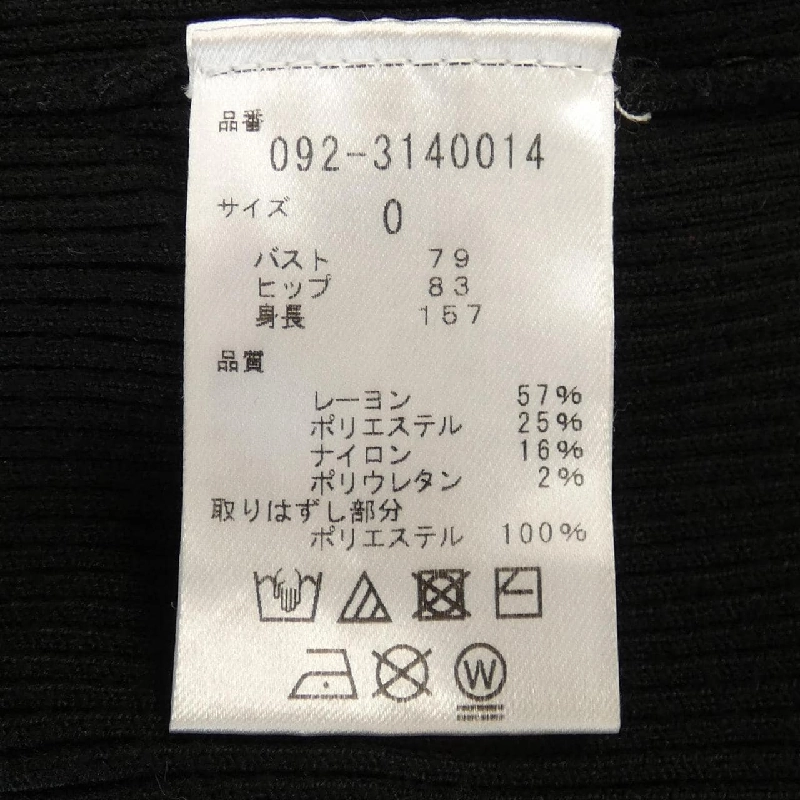 品番
092-3140014
サイズ 0
バスト 79
ヒップ 83
身長 157
品質
レーヨン 57%
ポリエステル 25%
ナイロン 16%
ポリウレタン 2%
取りはずし部分
ポリエステル 100%
W